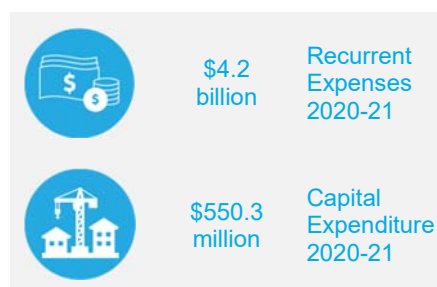 $
$
$4.2
billion
Recurrent
Expenses
2020-21
$550.3
million
Capital
Expenditure
2020-21